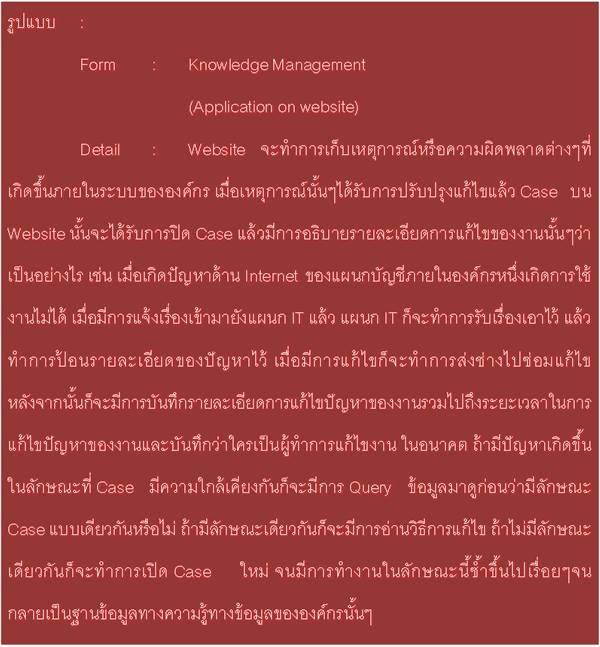 รูปแบบ :
Form : Knowledge Management
(Application on website)
Detail : Website จะทำการเก็บเหตุการณ์หรือความผิดพลาดต่างๆที่
เกิดขึ้นภายในระบบขององค์กร เมื่อเหตุการณ์นั้นๆได้รับการปรับปรุงแก้ไขแล้ว Case บน
Website นั้นจะได้รับการปิด Case แล้วมีการอธิบายรายละเอียดการแก้ไขของงานนั้นๆว่า
เป็นอย่างไร เช่น เมื่อเกิดปัญหาด้าน Internet ของแผนกบัญชีภายในองค์กรหนึ่งเกิดการใช้
งานไม่ได้ เมื่อมีการแจ้งเรื่องเข้ามายังแผนก IT แล้ว แผนก IT ก็จะทำการรับเรื่องเอาไว้ แล้ว
ทำการป้อนรายละเอียดของปัญหาไว้ เมื่อมีการแก้ไขก็จะทำการส่งช่างไปซ่อมแก้ไข
หลังจากนั้นก็จะมีการบันทึกรายละเอียดการแก้ไขปัญหาของงานรวมไปถึงระยะเวลาในการ
แก้ไขปัญหาของงานและบันทึกว่าใครเป็นผู้ทำการแก้ไขงาน ในอนาคต ถ้ามีปัญหาเกิดขึ้น
ในลักษณะที่ Case มีความใกล้เคียงกันก็จะมีการ Query ข้อมูลมาดูก่อนว่ามีลักษณะ
Case แบบเดียวกันหรือไม่ ถ้ามีลักษณะเดียวกันก็จะมีการอ่านวิธีการแก้ไข ถ้าไม่มีลักษณะ
เดียวกันก็จะทำการเปิด Case ใหม่ จนมีการทำงานในลักษณะนี้ซ้ำขึ้นไปเรื่อยๆจน
กลายเป็นฐานข้อมูลทางความรู้ทางข้อมูลขององค์กรนั้นๆ